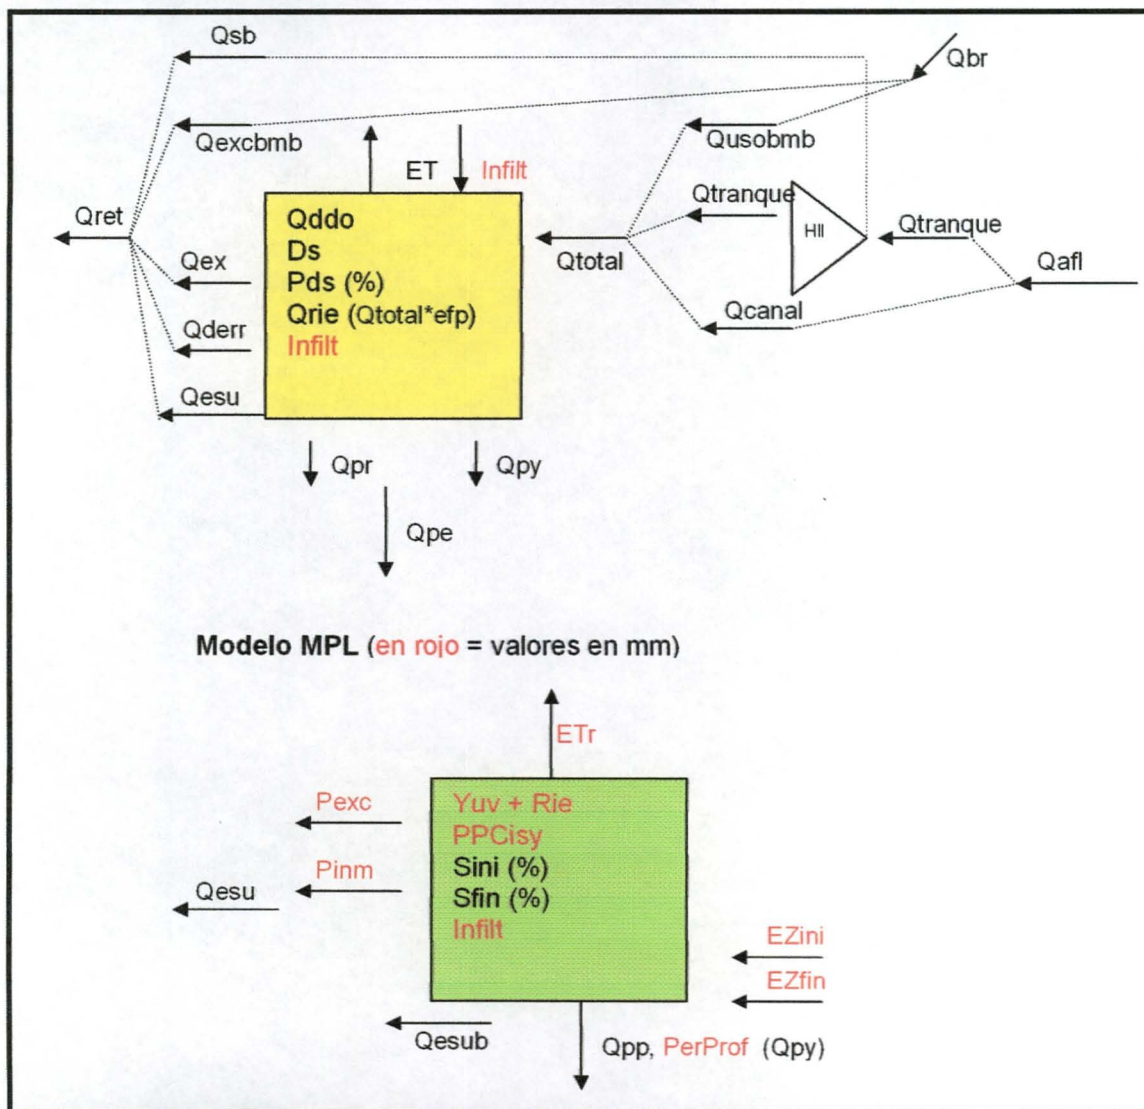 Qsb
Qbr
Qexcbmb
Qusobmb
ET
Infilt
Qtranque
Qret
Qddo
HII
Qtranque
Ds
Qtotal
Qex
Pds (%)
Qafl
Qrie (Qtotal*efp)
Qcanal
Qderr
Infilt
Qesu
Qpr
Qpy
Qpe
Modelo MPL (en rojo = valores en mm)
ETr
Pexc
Yuv + Rie
PPCisy
Pinm
Sini (%)
Qesu
Sfin (%)
Infilt
EZini
EZfin
Qesub
Qpp, PerProf (Qpy)